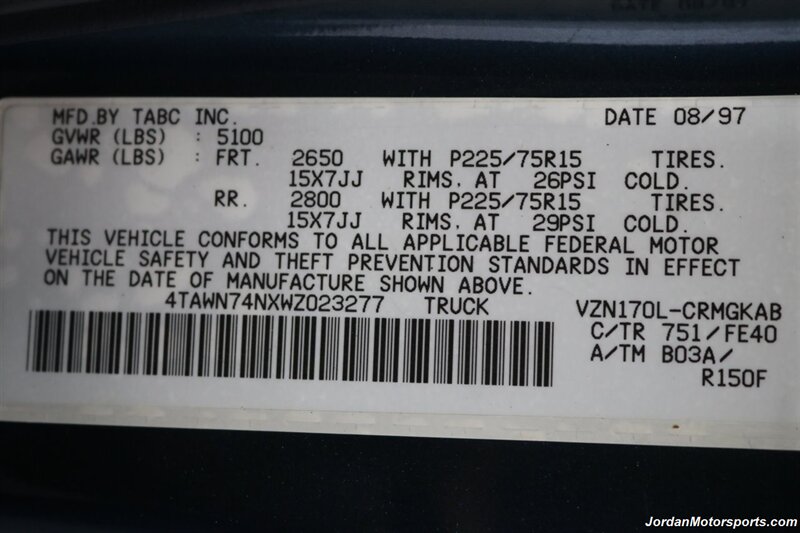 MFD.BY TABC INC. DATE 08/97
GVWR (LBS) : 5100
GAWR (LBS) : FRT. 2650 WITH P225/75R15 TIRES.
15X7JJ RIMS, AT 26PSI COLD.
RR. 2800 WITH P225/75R15 TIRES.
15X7JJ RIMS, AT 29PSI COLD.
THIS VEHICLE CONFORMS TO ALL APPLICABLE FEDERAL MOTOR
VEHICLE SAFETY AND THEFT PREVENTION STANDARDS IN EFFECT
ON THE DATE OF MANUFACTURE SHOWN ABOVE.
4TAWN74NXWZ023277 TRUCK VZN170L-CRMGKAB
C/TR 751/FE40
A/TM B03A/
R150F
JordanMotorsports.com